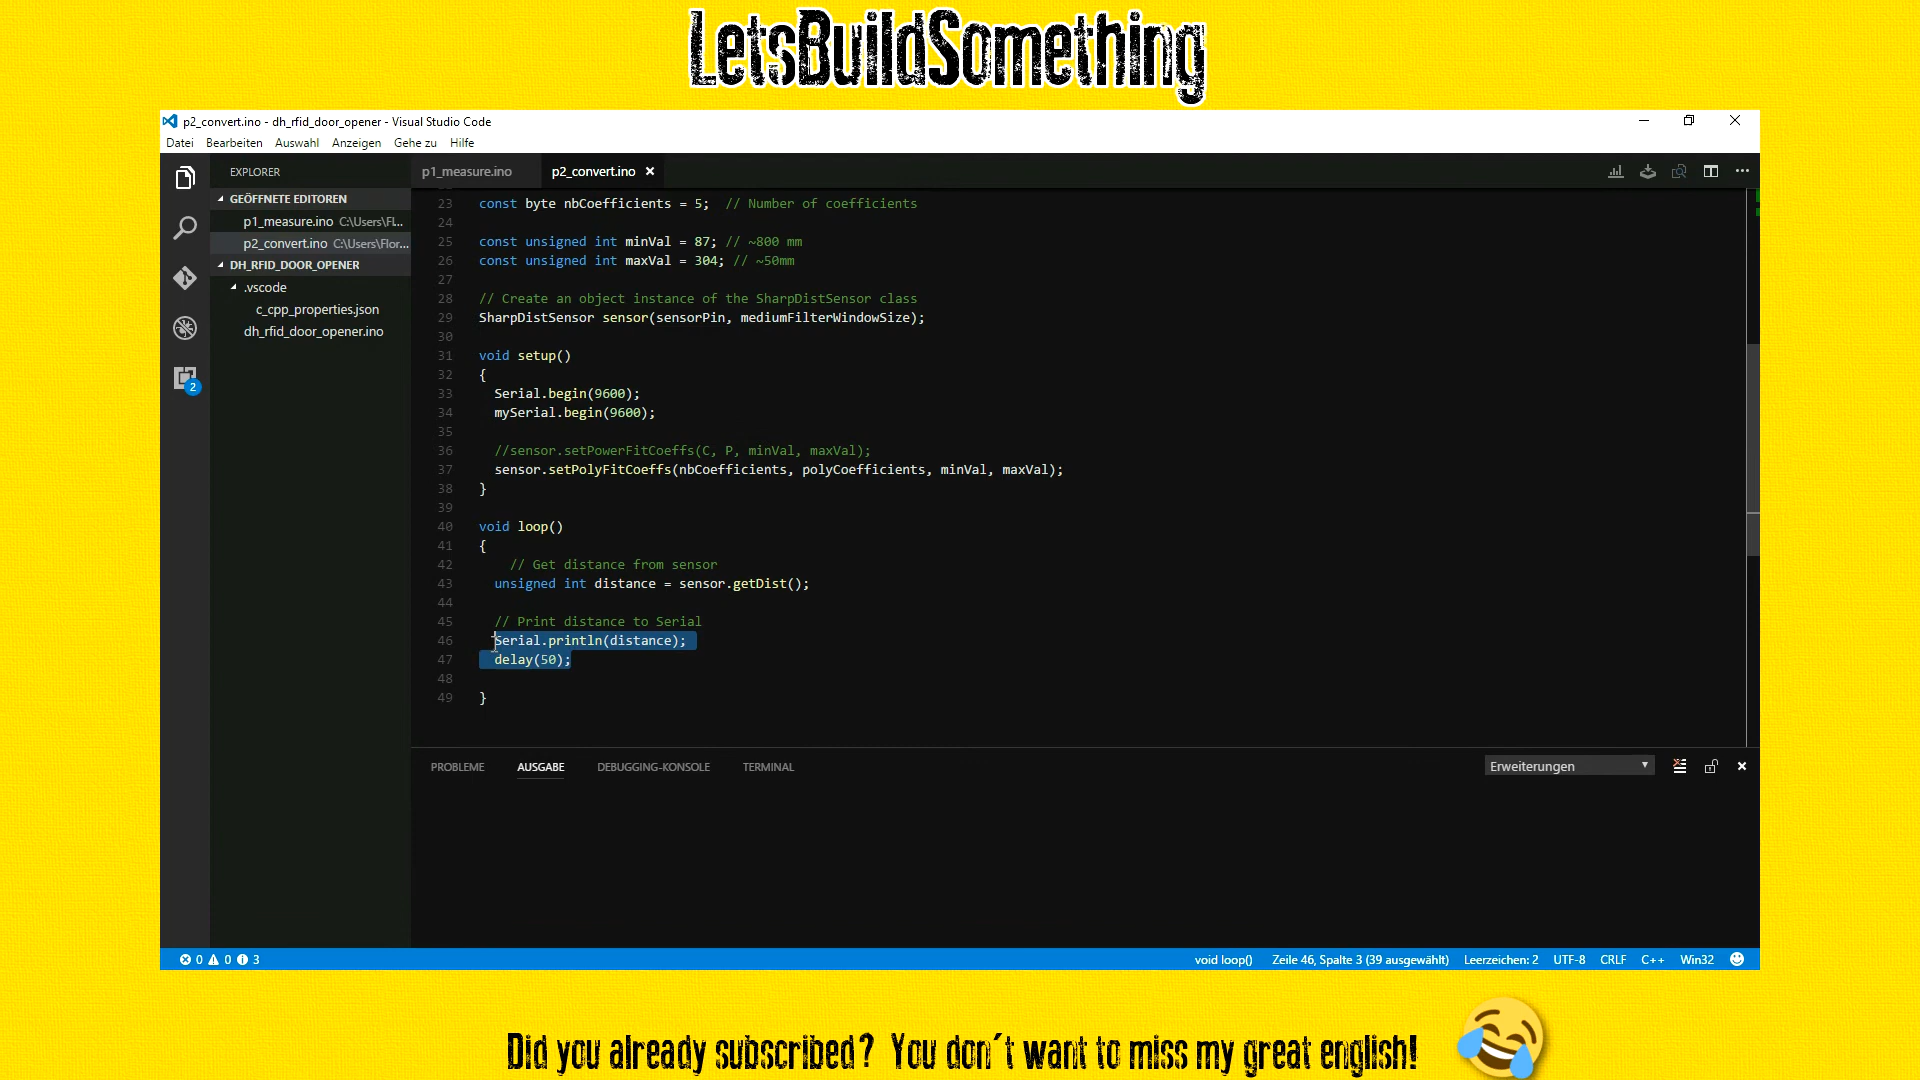 LetsBuildSomething
p2_convert.ino - dh_rfid_door_opener - Visual Studio Code
Datei Bearbeiten Auswahl Anzeigen Gehe zu Hilfe
EXPLORER
GEÖFFNETE EDITOREN
p1_measure.ino C:\Users\Fl...
p2_convert.ino C:\Users\Flor...
DH_RFID_DOOR_OPENER
.vscode
c_cpp_properties.json
dh_rfid_door_opener.ino
2
p1_measure.ino p2_convert.ino
23 const byte nbCoefficients = 5; // Number of coefficients
24
25 const unsigned int minVal = 87; // ~800 mm
26 const unsigned int maxVal = 304; // ~50mm
27
28 // Create an object instance of the SharpDistSensor class
29 SharpDistSensor sensor(sensorPin, mediumFilterWindowSize);
30
31 void setup()
32 {
33 Serial.begin(9600);
34 mySerial.begin(9600);
35
36 //sensor.setPowerFitCoeffs(C, P, minVal, maxVal);
37 sensor.setPolyFitCoeffs(nbCoefficients, polyCoefficients, minVal, maxVal);
38 }
39
40 void loop()
41 {
42 // Get distance from sensor
43 unsigned int distance = sensor.getDist();
44
45 // Print distance to Serial
46 Serial.println(distance);
47 delay(50);
48
49 }
PROBLEME AUSGABE DEBUGGING-KONSOLE TERMINAL Erweiterungen
0 0 3 void loop() Zeile 46, Spalte 3 (39 ausgewählt) Leerzeichen: 2 UTF-8 CRLF C++ Win32
Did you already subscribed? You don´t want to miss my great english!